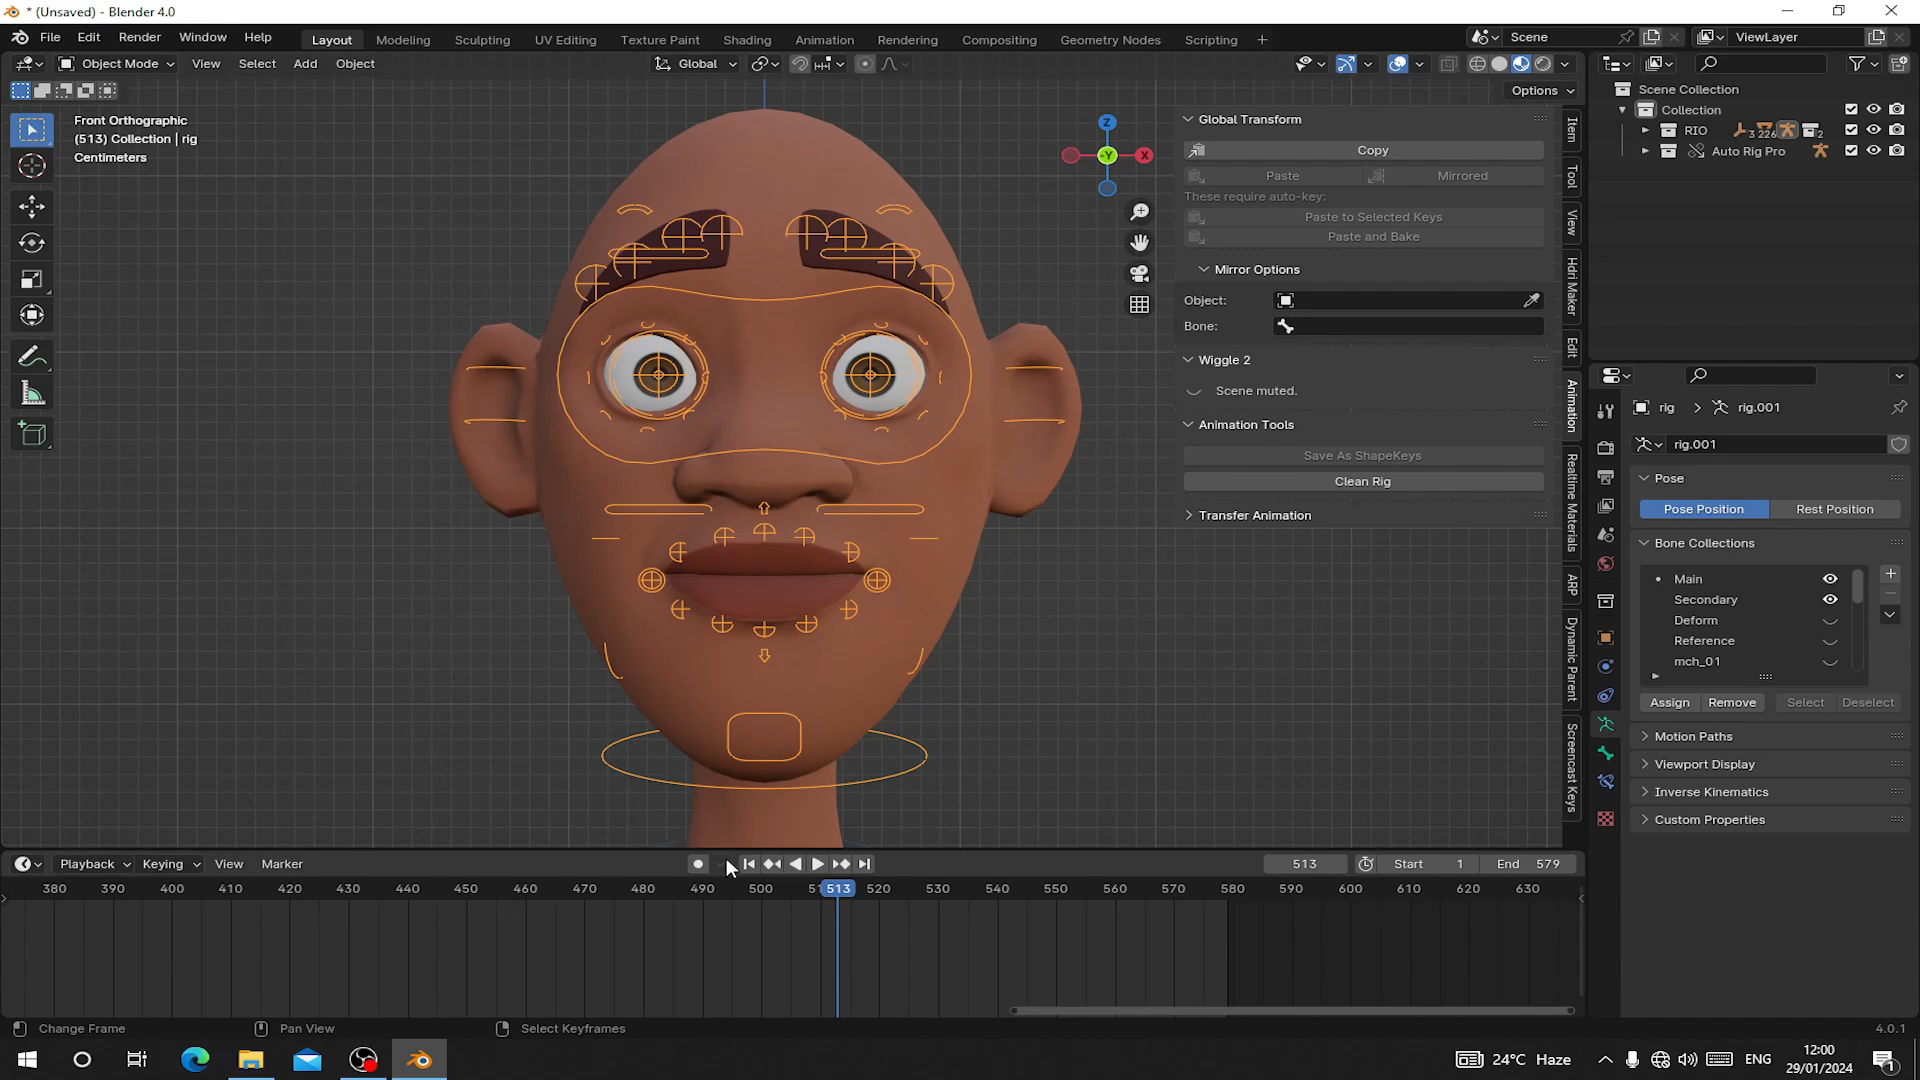 * (Unsaved) - Blender 4.0
File Edit Render Window Help Layout Modeling Sculpting UV Editing Texture Paint Shading Animation Rendering Compositing Geometry Nodes Scripting + Scene ViewLayer
Object Mode View Select Add Object Global
Options
Front Orthographic
(513) Collection | rig
Centimeters
Z
-Y
X
Global Transform
Copy
Paste Mirrored
These require auto-key:
Paste to Selected Keys
Paste and Bake
Mirror Options
Object:
Bone:
Wiggle 2
Scene muted.
Animation Tools
Save As ShapeKeys
Clean Rig
Transfer Animation
Item
Tool
View
Hdri Maker
Edit
Animation
Realtime Materials
ARP
Dynamic Parent
Screencast Keys
Scene Collection
Collection
RIO 3 226 2
Auto Rig Pro
rig > rig.001
rig.001
Pose
Pose Position Rest Position
Bone Collections
Main
Secondary
Deform
Reference
mch_01
Assign Remove Select Deselect
Motion Paths
Viewport Display
Inverse Kinematics
Custom Properties
Playback Keying View Marker 513 Start 1 End 579
380 390 400 410 420 430 440 450 460 470 480 490 500 513 520 530 540 550 560 570 580 590 600 610 620 630
Change Frame Pan View Select Keyframes 4.0.1
24°C Haze ENG 12:00
29/01/2024 1